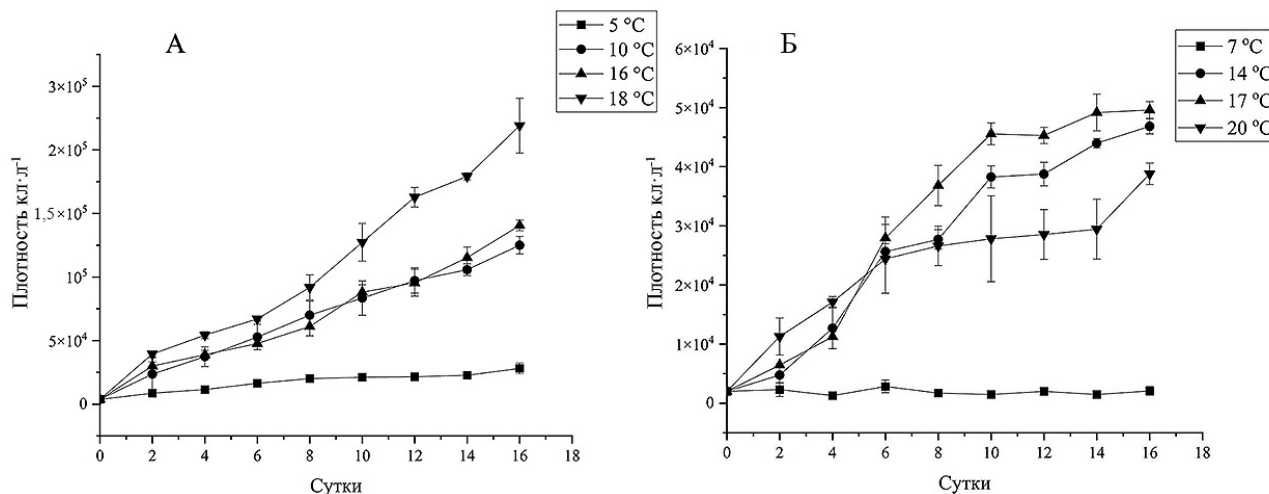 А
5 °C
10 °C
16 °C
18 °C
Плотность кл·л⁻¹
3×10⁵
2×10⁵
1,5×10⁵
10⁵
5×10⁴
0
0 2 4 6 8 10 12 14 16 18
Сутки
Б
7 °C
14 °C
17 °C
20 °C
Плотность кл·л⁻¹
6×10⁴
5×10⁴
4×10⁴
3×10⁴
2×10⁴
1×10⁴
0
0 2 4 6 8 10 12 14 16 18
Сутки